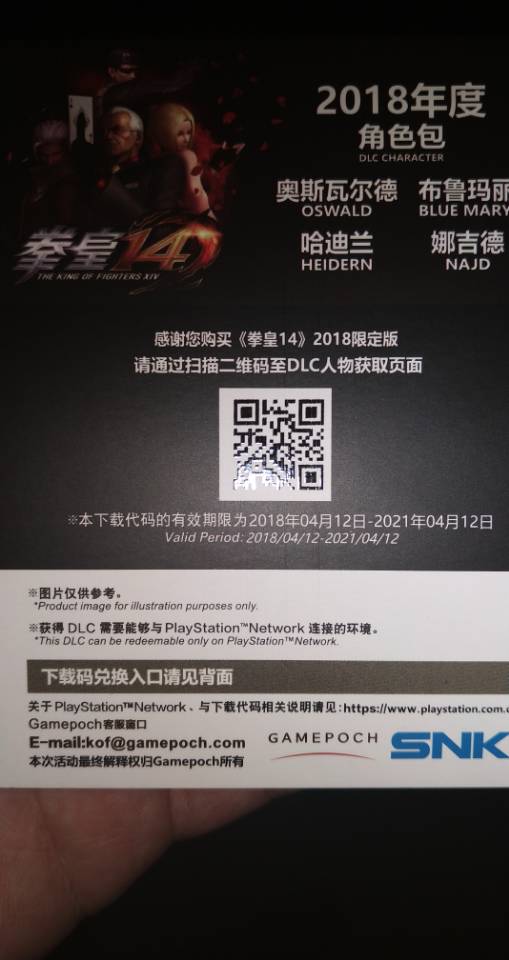 2018年度
角色包
DLC CHARACTER
奥斯瓦尔德 布鲁玛丽
OSWALD BLUE MARY
哈迪兰 娜吉德
HEIDERN NAJD
拳皇14
THE KING OF FIGHTERS XIV
感谢您购买《拳皇14》2018限定版
请通过扫描二维码至DLC人物获取页面
※本下载代码的有效期限为2018年04月12日-2021年04月12日
Valid Period: 2018/04/12-2021/04/12
※图片仅供参考。
*Product image for illustration purposes only.
※获得 DLC 需要能够与 PlayStation™Network 连接的环境。
*This DLC can be redeemable only on PlayStation™Network.
下载码兑换入口请见背面
关于 PlayStation™Network、与下载代码相关说明请见:https://www.playstation.com.
Gamepoch客服窗口
E-mail:kof@gamepoch.com
本次活动最终解释权归Gamepoch所有
GAMEPOCH SNK